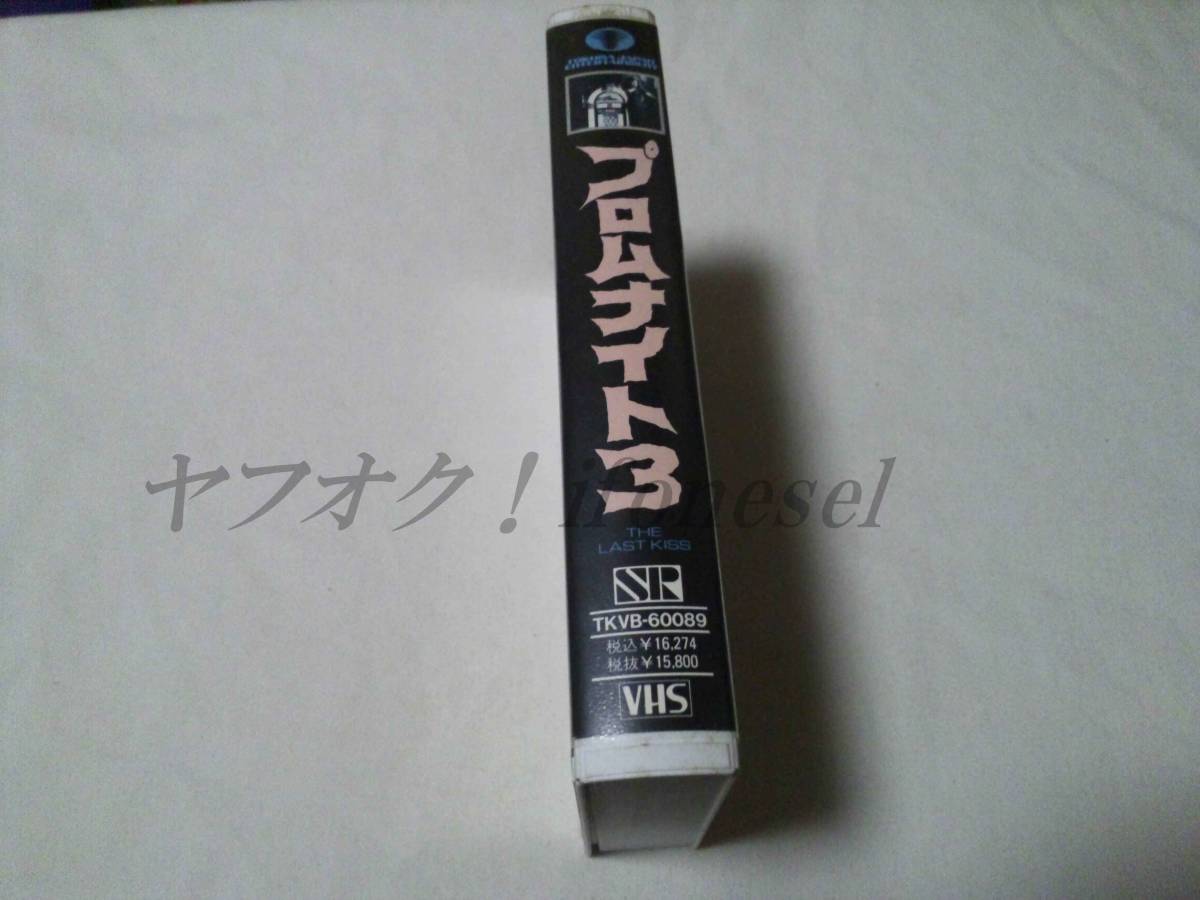 プロムナイト3
THE
LAST KISS
SR
TKVB-60089
税込￥16,274
税抜￥15,800
VHS
ヤフオク！